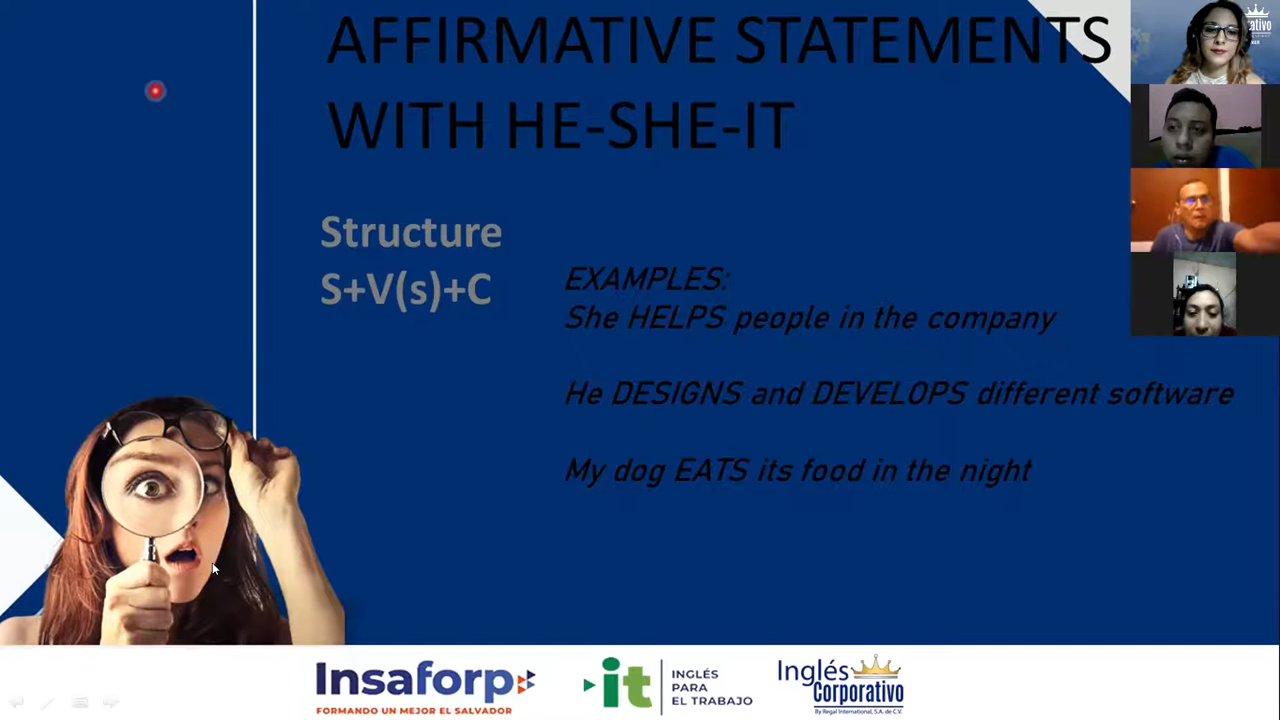 AFFIRMATIVE STATEMENTS
WITH HE-SHE-IT
Structure
S+V(s)+C
EXAMPLES:
She HELPS people in the company
He DESIGNS and DEVELOPS different software
My dog EATS its food in the night
Insaforp
FORMANDO UN MEJOR EL SALVADOR
it
INGLÉS
PARA
EL TRABAJO
Inglés
Corporativo
By Regal International, S.A. de C.V.